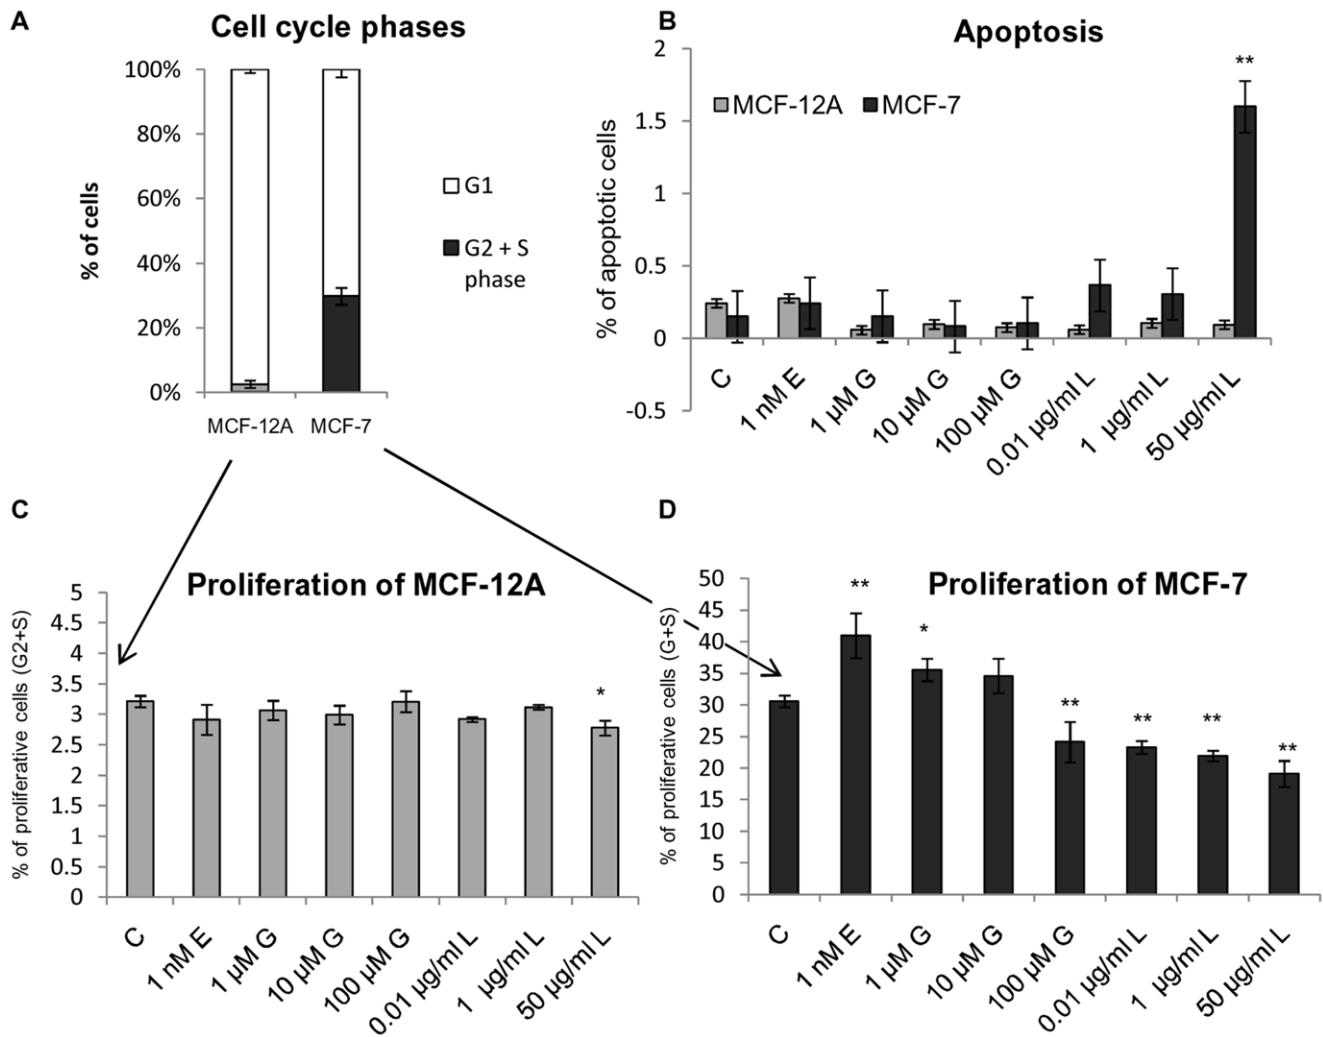 A
Cell cycle phases
100%
80%
60%
40%
20%
0%
% of cells
G1
G2 + S
phase
MCF-12A MCF-7
B
Apoptosis
2
1.5
1
0.5
0
-0.5
% of apoptotic cells
MCF-12A MCF-7
**
C
1 nM E
1 µM G
10 µM G
100 µM G
0.01 µg/ml L
1 µg/ml L
50 µg/ml L
C
Proliferation of MCF-12A
5
4.5
4
3.5
3
2.5
2
1.5
1
0.5
0
% of proliferative cells (G2+S)
*
C
1 nM E
1 µM G
10 µM G
100 µM G
0.01 µg/ml L
1 µg/ml L
50 µg/ml L
D
Proliferation of MCF-7
50
45
40
35
30
25
20
15
10
5
0
% of proliferative cells (G+S)
**
*
**
**
**
**
C
1 nM E
1 µM G
10 µM G
100 µM G
0.01 µg/ml L
1 µg/ml L
50 µg/ml L